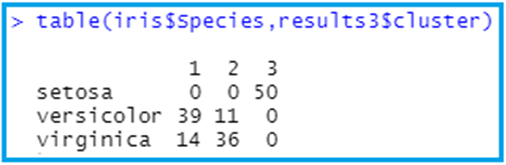 > table(iris$Species,results3$cluster)
1 2 3
setosa 0 0 50
versicolor 39 11 0
virginica 14 36 0